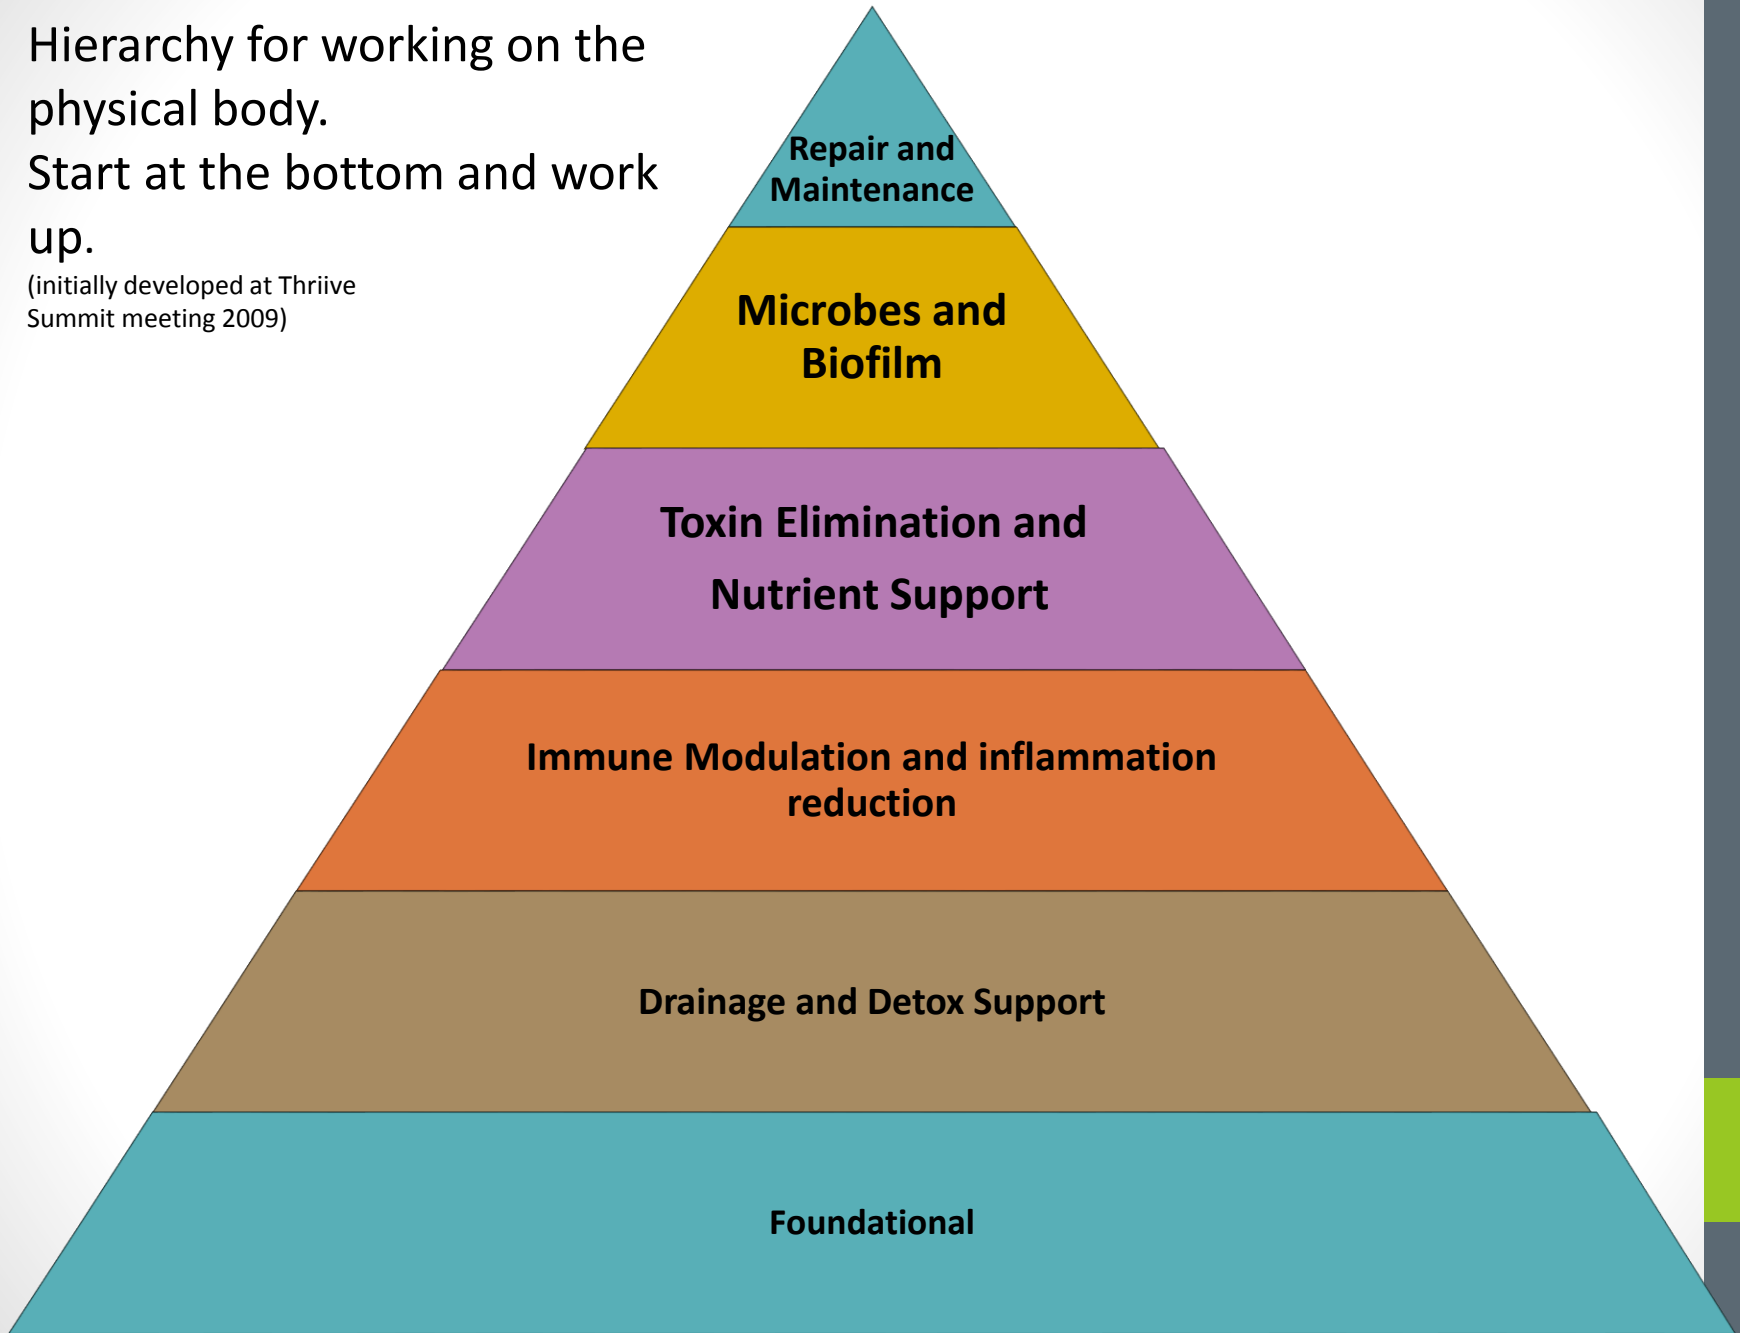 Hierarchy for working on the
physical body.
Start at the bottom and work
up.
(initially developed at Thriive
Summit meeting 2009)
Repair and
Maintenance
Microbes and
Biofilm
Toxin Elimination and
Nutrient Support
Immune Modulation and inflammation
reduction
Drainage and Detox Support
Foundational